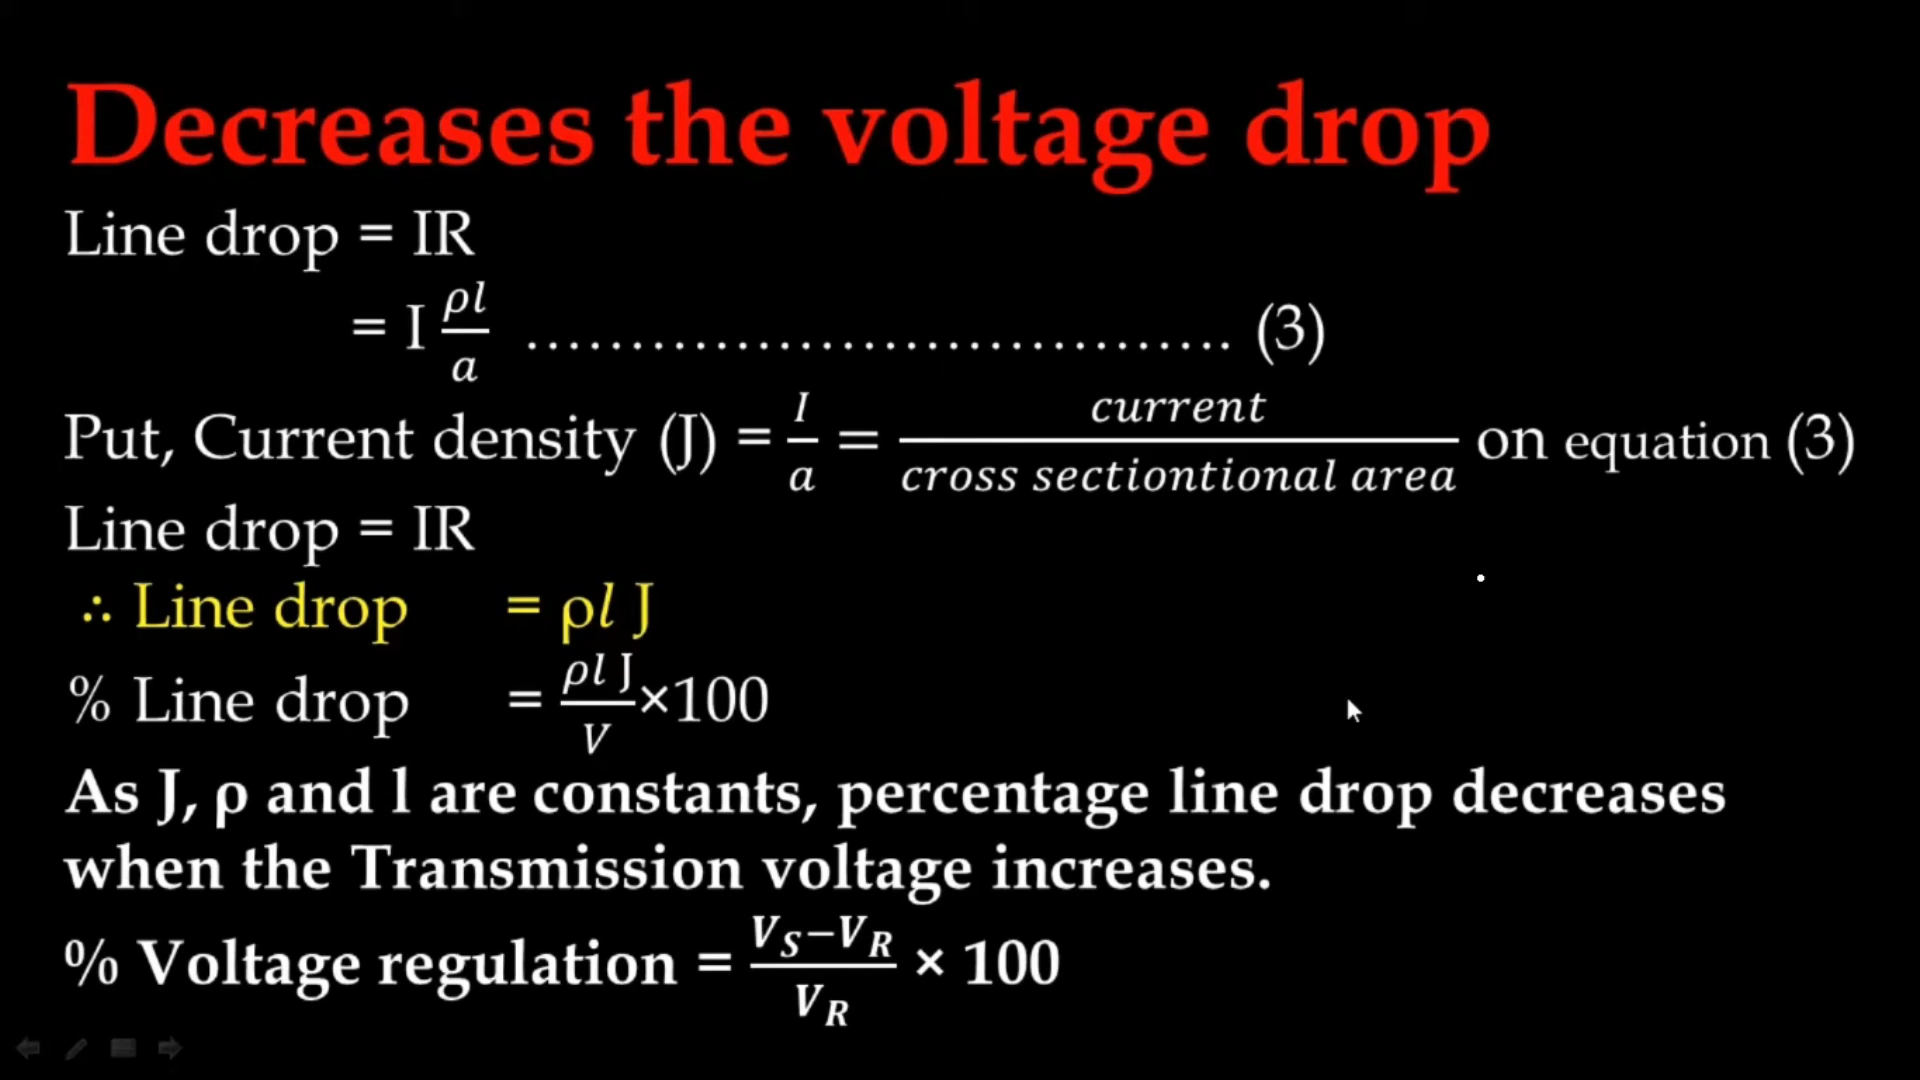 Decreases the voltage drop
Line drop = IR
= I ρl/a ................................. (3)
Put, Current density (J) = I/a = current/cross sectiontional area on equation (3)
Line drop = IR
∴ Line drop = ρl J
% Line drop = ρl J/V ×100
As J, ρ and l are constants, percentage line drop decreases
when the Transmission voltage increases.
% Voltage regulation = V_S−V_R/V_R × 100